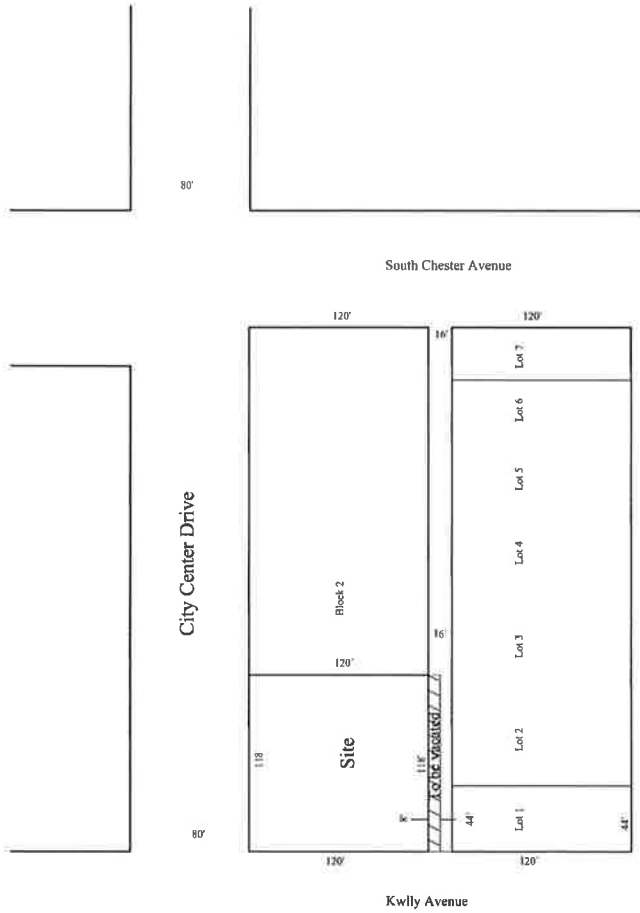 80'
South Chester Avenue
120'
120'
16'
Lot 7
Lot 6
Lot 5
Lot 4
City Center Drive
Block 2
16'
Lot 3
120'
Lot 2
118
Site
118'
To be vacated
80'
8'
44'
Lot 1
44'
120'
120'
Kwlly Avenue